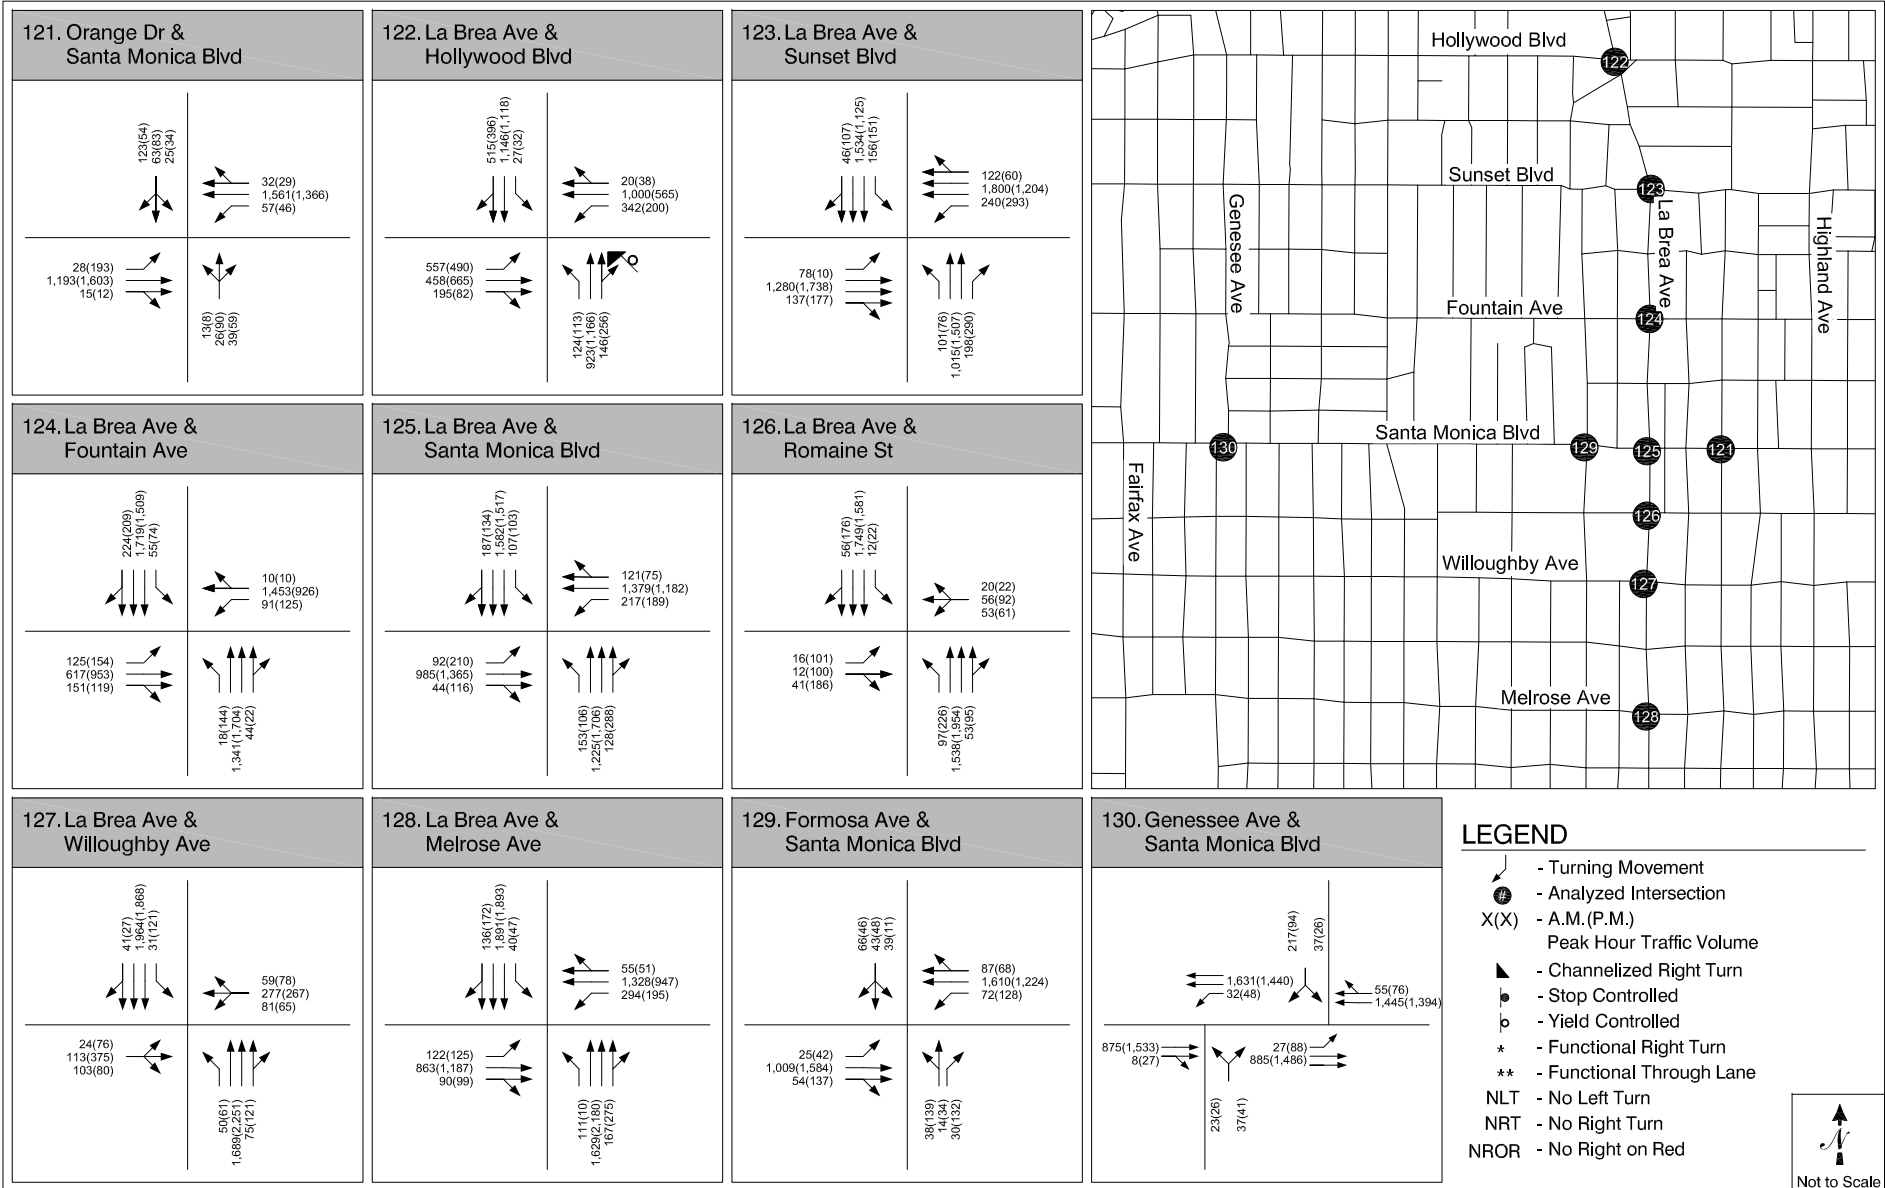 121. Orange Dr &
Santa Monica Blvd
123(54)
63(83)
25(34)
32(29)
1,561(1,366)
57(46)
28(193)
1,193(1,603)
15(12)
13(8)
26(90)
39(59)
122. La Brea Ave &
Hollywood Blvd
515(396)
1,146(1,118)
27(32)
20(38)
1,000(565)
342(200)
557(490)
458(665)
195(82)
124(113)
923(1,166)
146(256)
123. La Brea Ave &
Sunset Blvd
46(107)
1,534(1,125)
156(151)
122(60)
1,800(1,204)
240(293)
78(10)
1,280(1,738)
137(177)
101(76)
1,015(1,507)
198(290)
124. La Brea Ave &
Fountain Ave
224(209)
1,719(1,509)
55(74)
10(10)
1,453(926)
91(125)
125(154)
617(953)
151(119)
18(144)
1,341(1,704)
44(22)
125. La Brea Ave &
Santa Monica Blvd
187(134)
1,582(1,517)
107(103)
121(75)
1,379(1,182)
217(189)
92(210)
985(1,365)
44(116)
153(106)
1,225(1,706)
128(288)
126. La Brea Ave &
Romaine St
56(176)
1,749(1,581)
12(22)
20(22)
56(92)
53(61)
16(101)
12(100)
41(186)
97(226)
1,538(1,954)
53(95)
127. La Brea Ave &
Willoughby Ave
41(27)
1,964(1,868)
31(121)
59(78)
277(267)
81(65)
24(76)
113(375)
103(80)
50(61)
1,689(2,251)
75(121)
128. La Brea Ave &
Melrose Ave
136(172)
1,891(1,893)
40(47)
55(51)
1,328(947)
294(195)
122(125)
863(1,187)
90(99)
111(10)
1,629(2,180)
167(275)
129. Formosa Ave &
Santa Monica Blvd
66(46)
43(48)
39(11)
87(68)
1,610(1,224)
72(128)
25(42)
1,009(1,584)
54(137)
38(139)
14(34)
30(132)
130. Genessee Ave &
Santa Monica Blvd
217(94)
37(26)
1,631(1,440)
32(48)
55(76)
1,445(1,394)
875(1,533)
8(27)
27(88)
885(1,486)
23(26)
37(41)
Hollywood Blvd
122
Sunset Blvd
123
Genesee Ave
La Brea Ave
Highland Ave
Fountain Ave
124
Santa Monica Blvd
130
129
125
121
Fairfax Ave
126
Willoughby Ave
127
Melrose Ave
128
LEGEND
- Turning Movement
# - Analyzed Intersection
X(X) - A.M.(P.M.)
Peak Hour Traffic Volume
- Channelized Right Turn
- Stop Controlled
- Yield Controlled
* - Functional Right Turn
** - Functional Through Lane
NLT - No Left Turn
NRT - No Right Turn
NROR - No Right on Red
N
Not to Scale